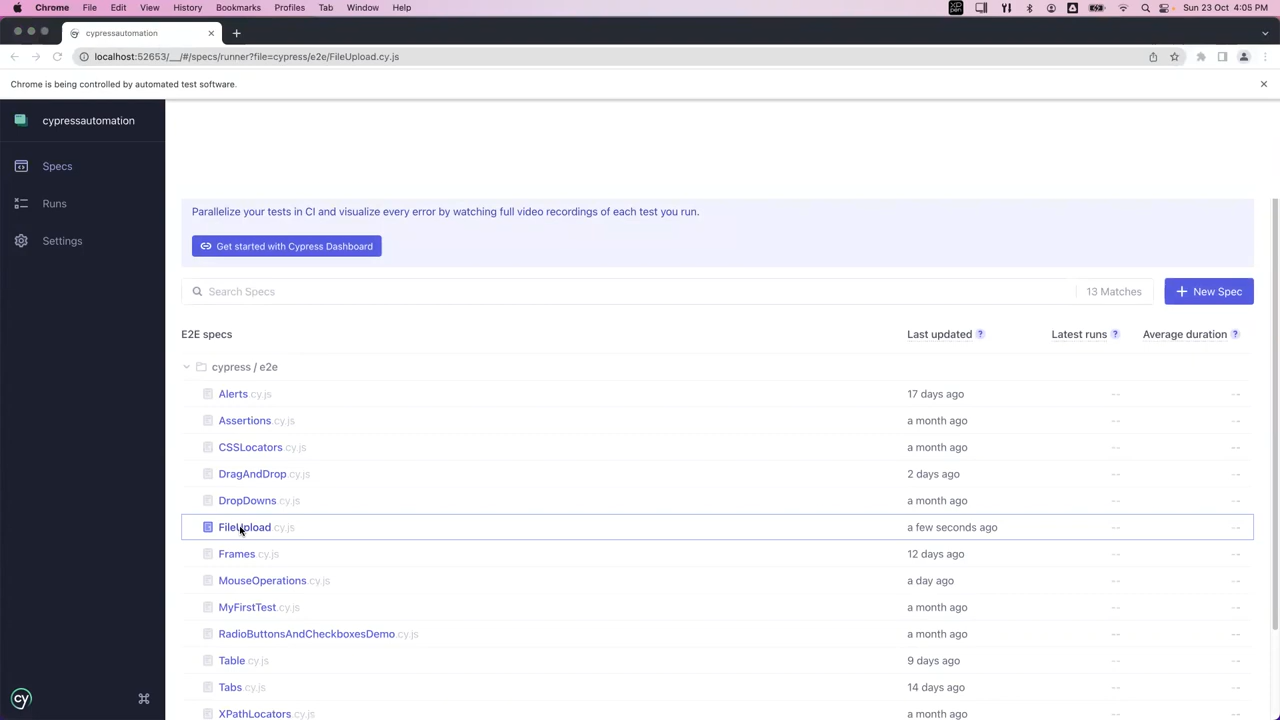 Chrome File Edit View History Bookmarks Profiles Tab Window Help Sun 23 Oct 4:05 PM
cypressautomation
localhost:52653/__/#/specs/runner?file=cypress/e2e/FileUpload.cy.js
Chrome is being controlled by automated test software.
cypressautomation
Specs
Runs
Settings
cy
Parallelize your tests in CI and visualize every error by watching full video recordings of each test you run.
Get started with Cypress Dashboard
Search Specs 13 Matches + New Spec
E2E specs Last updated ? Latest runs ? Average duration ?
cypress / e2e
Alerts.cy.js 17 days ago -- --
Assertions.cy.js a month ago -- --
CSSLocators.cy.js a month ago -- --
DragAndDrop.cy.js 2 days ago -- --
DropDowns.cy.js a month ago -- --
FileUpload.cy.js a few seconds ago -- --
Frames.cy.js 12 days ago -- --
MouseOperations.cy.js a day ago -- --
MyFirstTest.cy.js a month ago -- --
RadioButtonsAndCheckboxesDemo.cy.js a month ago -- --
Table.cy.js 9 days ago -- --
Tabs.cy.js 14 days ago -- --
XPathLocators.cy.js a month ago -- --